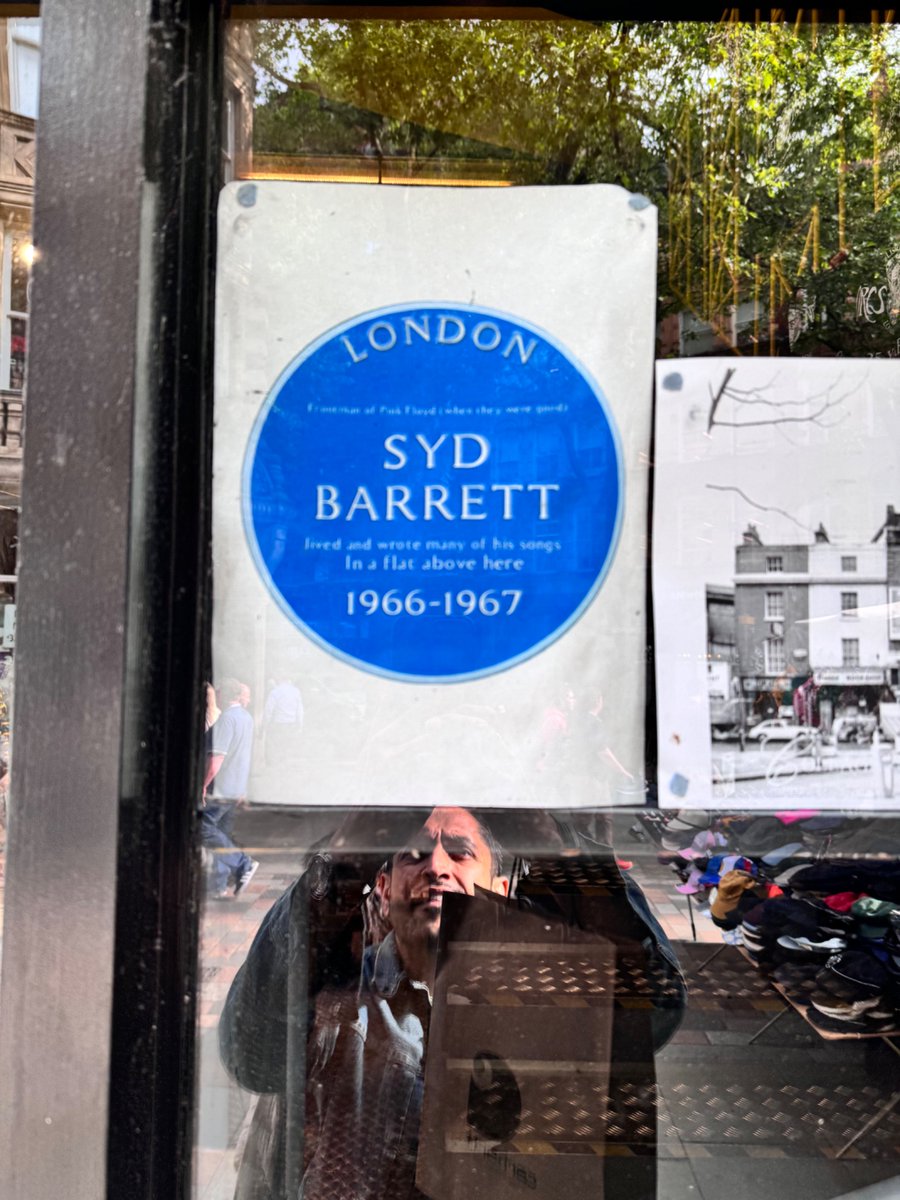 LONDON
Frontman of Pink Floyd (when they were good)
SYD
BARRETT
lived and wrote many of his songs
In a flat above here
1966-1967